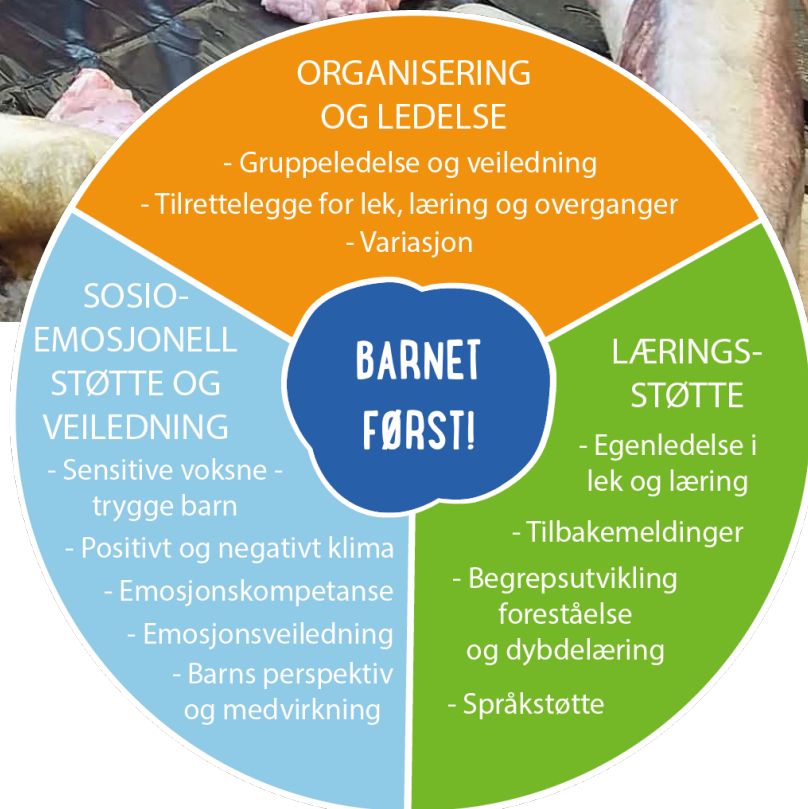 ORGANISERING
OG LEDELSE
- Gruppeledelse og veiledning
- Tilrettelegge for lek, læring og overganger
- Variasjon
SOSIO-
EMOSJONELL
STØTTE OG
VEILEDNING
- Sensitive voksne -
trygge barn
- Positivt og negativt klima
- Emosjonskompetanse
- Emosjonsveiledning
- Barns perspektiv
og medvirkning
BARNET
FØRST!
LÆRINGS-
STØTTE
- Egenledelse i
lek og læring
- Tilbakemeldinger
- Begrepsutvikling
foreståelse
og dybdelæring
- Språkstøtte